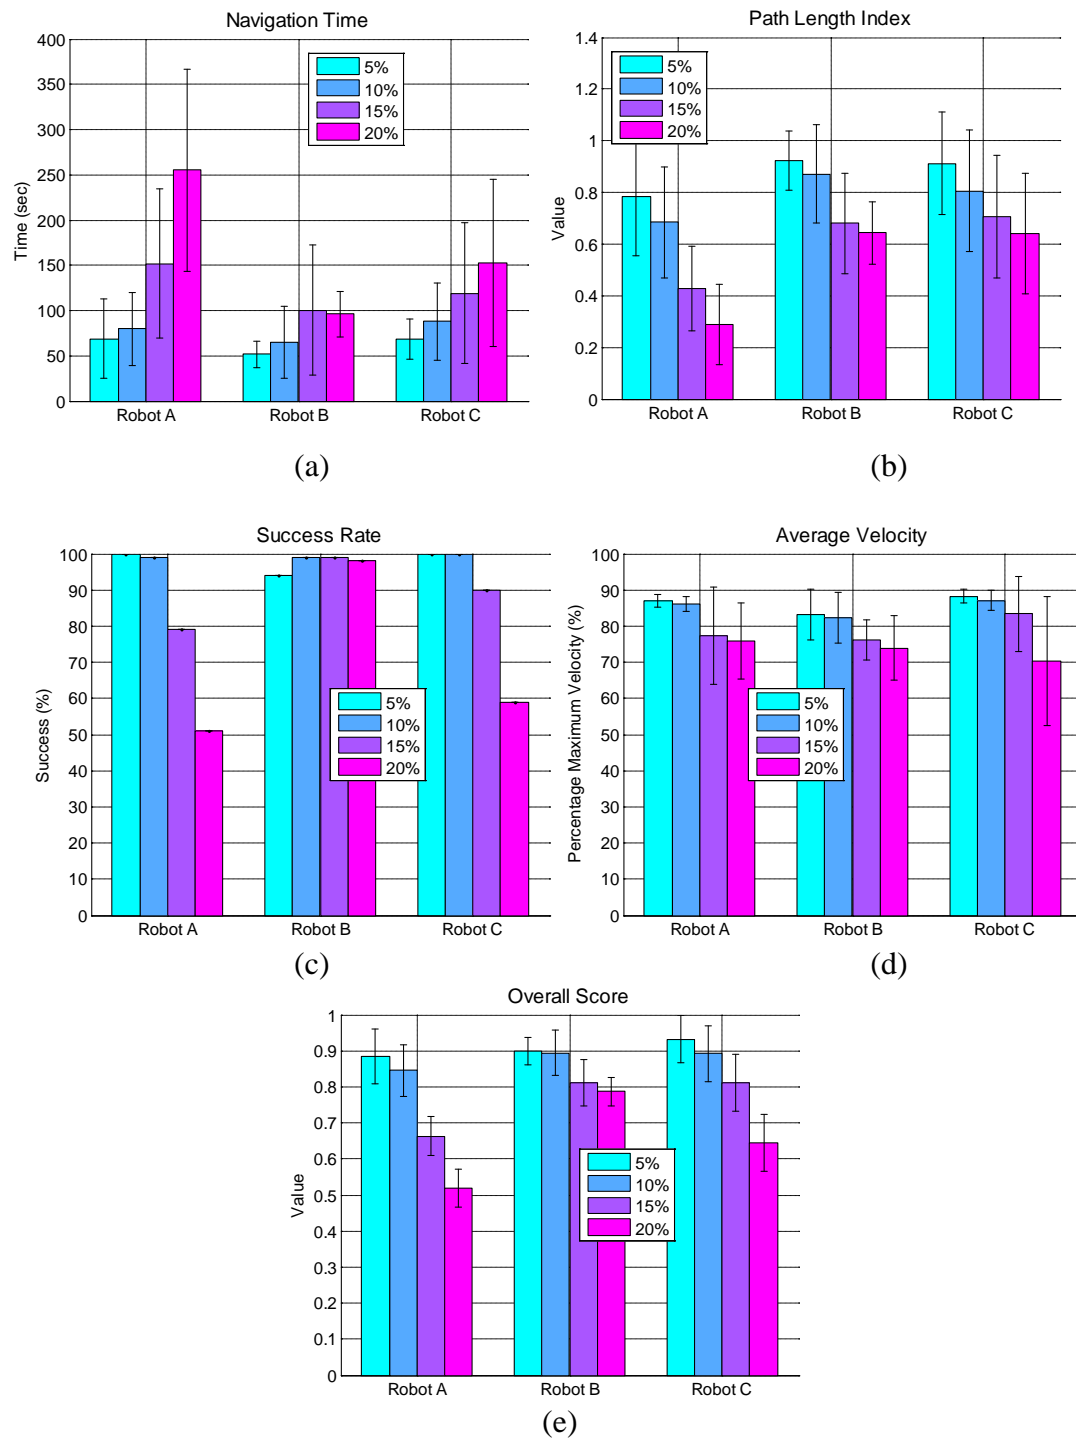 Navigation Time
400
350
300
250
200
150
100
50
0
Time (sec)
5%
10%
15%
20%
Robot A
Robot B
Robot C
(a)
Path Length Index
1.4
1.2
1
0.8
0.6
0.4
0.2
0
Value
5%
10%
15%
20%
Robot A
Robot B
Robot C
(b)
Success Rate
100
90
80
70
60
50
40
30
20
10
0
Success (%)
5%
10%
15%
20%
Robot A
Robot B
Robot C
(c)
Average Velocity
100
90
80
70
60
50
40
30
20
10
0
Percentage Maximum Velocity (%)
5%
10%
15%
20%
Robot A
Robot B
Robot C
(d)
Overall Score
1
0.9
0.8
0.7
0.6
0.5
0.4
0.3
0.2
0.1
0
Value
5%
10%
15%
20%
Robot A
Robot B
Robot C
(e)